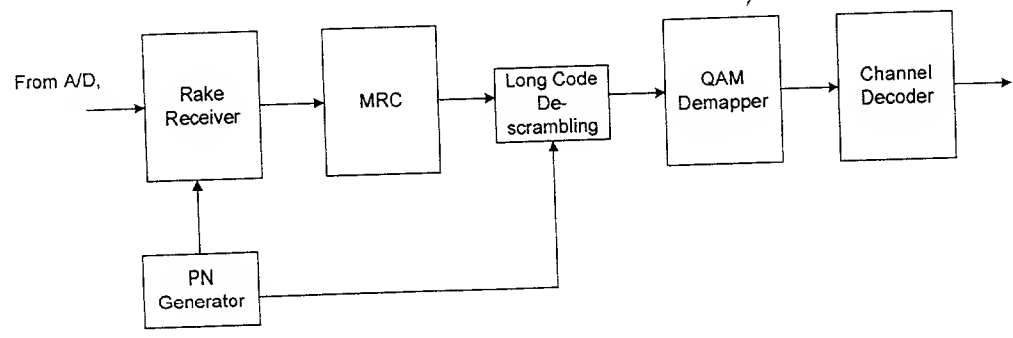 From A/D,
Rake
Receiver
MRC
Long Code
De-
scrambling
QAM
Demapper
Channel
Decoder
PN
Generator